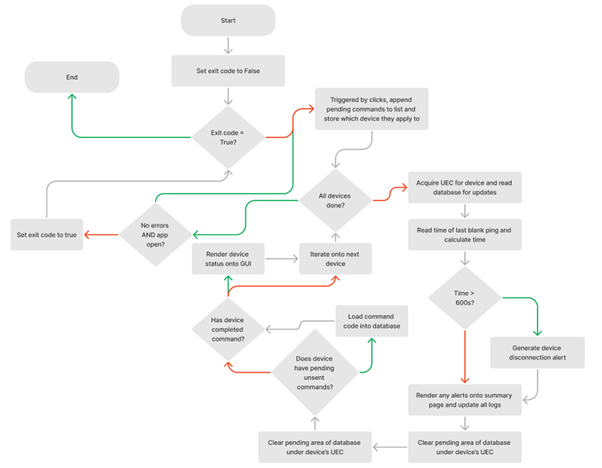 Start
Set exit code to False
End
Exit code =
True?
Triggered by clicks, append
pending commands to list and
store which device they apply to
All devices
done?
Acquire UEC for device and read
database for updates
Set exit code to true
No errors
AND app
open?
Read time of last blank ping and
calculate time
Render device
status onto GUI
Iterate onto next
device
Time >
600s?
Has device
completed
command?
Load command
code into database
Generate device
disconnection alert
Does device
have pending
unsent
commands?
Render any alerts onto summary
page and update all logs
Clear pending area of database
under device's UEC
Clear pending area of database
under device's UEC